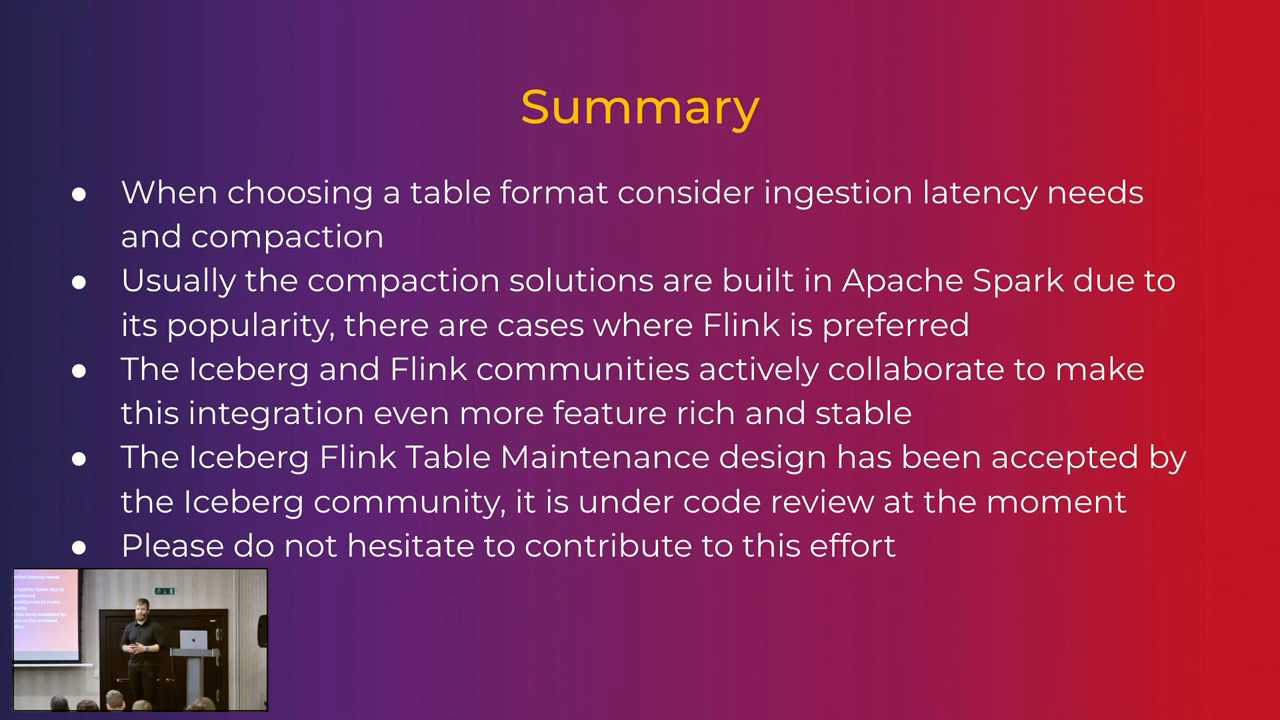 Summary
● When choosing a table format consider ingestion latency needs
and compaction
● Usually the compaction solutions are built in Apache Spark due to
its popularity, there are cases where Flink is preferred
● The Iceberg and Flink communities actively collaborate to make
this integration even more feature rich and stable
● The Iceberg Flink Table Maintenance design has been accepted by
the Iceberg community, it is under code review at the moment
● Please do not hesitate to contribute to this effort